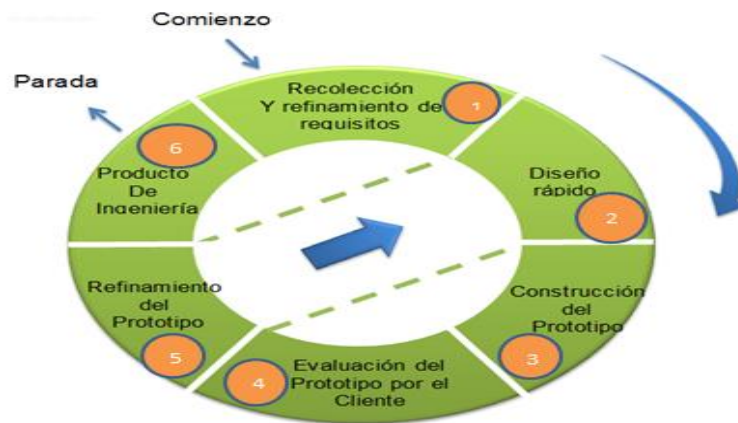 Comienzo
Parada
Recolección
Y refinamiento de
requisitos
1
Diseño
rápido
2
Construcción
del
Prototipo
3
Evaluación del
Prototipo por el
Cliente
4
Refinamiento
del
Prototipo
5
Producto
De
Ingeniería
6